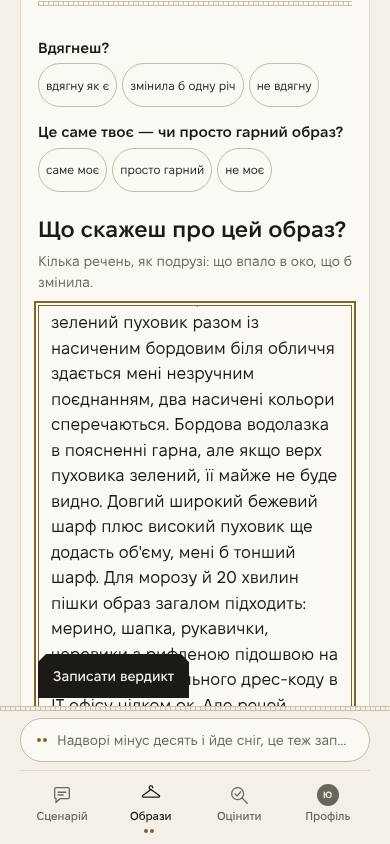 Вдягнеш?
вдягну як є
змінила б одну річ
не вдягну
Це саме твоє — чи просто гарний образ?
саме моє
просто гарний
не моє
Що скажеш про цей образ?
Кілька речень, як подрузі: що впало в око, що б
змінила.
зелений пуховик разом із
насиченим бордовим біля обличчя
здається мені незручним
поєднанням, два насичені кольори
сперечаються. Бордова водолазка
в поясненні гарна, але якщо верх
пуховика зелений, її майже не буде
видно. Довгий широкий бежевий
шарф плюс високий пуховик ще
додасть об'єму, мені б тонший
шарф. Для морозу й 20 хвилин
пішки образ загалом підходить:
мерино, шапка, рукавички,
черевики з рифленою підошвою на
дрес-коду в
Записати вердикт
ІТ офісу цілком ок. Але речей
Надворі мінус десять і йде сніг, це теж зап...
Сценарій
Образи
Оцінити
Ю
Профіль